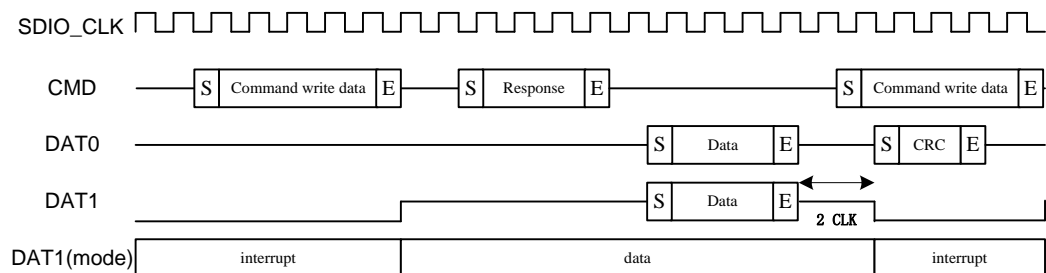 SDIO_CLK
CMD S Command write data E S Response E S Command write data E
DAT0 S Data E S CRC E
DAT1 S Data E
2 CLK
DAT1(mode) interrupt data interrupt